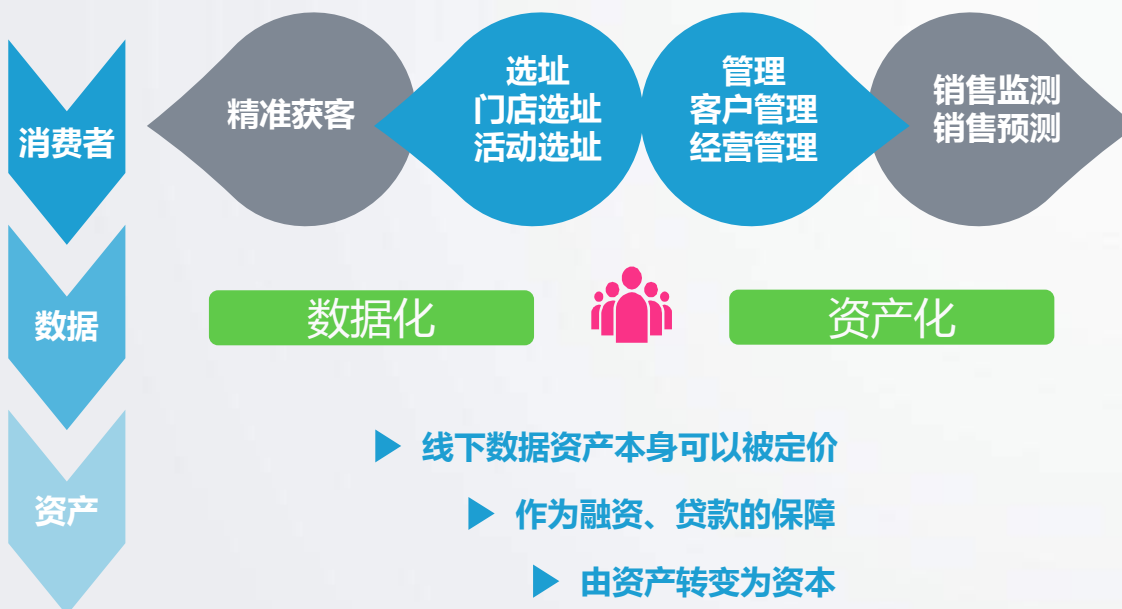 消费者
精准获客
选址
门店选址
活动选址
管理
客户管理
经营管理
销售监测
销售预测
数据
数据化
资产化
资产
线下数据资产本身可以被定价
作为融资、贷款的保障
由资产转变为资本